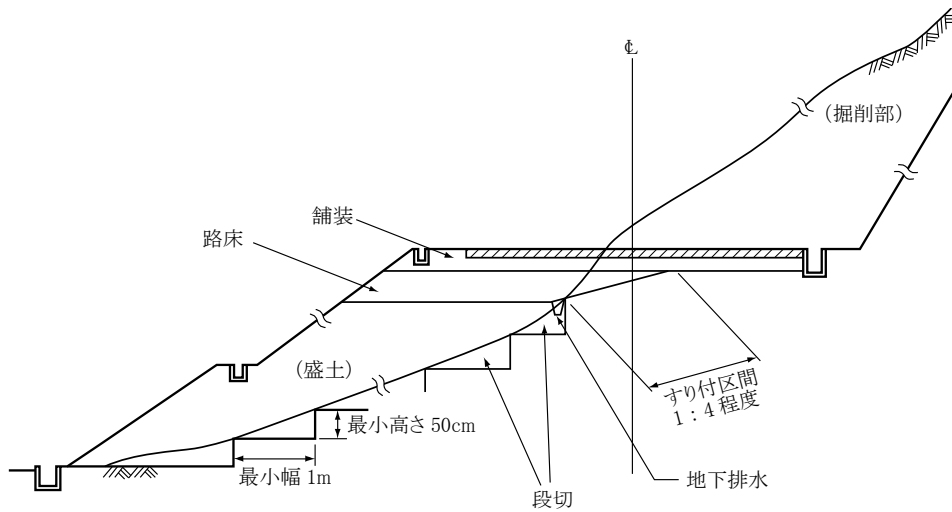 ℄
(掘削部)
舗装
路床
(盛土)
すり付区間
1:4 程度
最小高さ 50cm
最小幅 1m
地下排水
段切